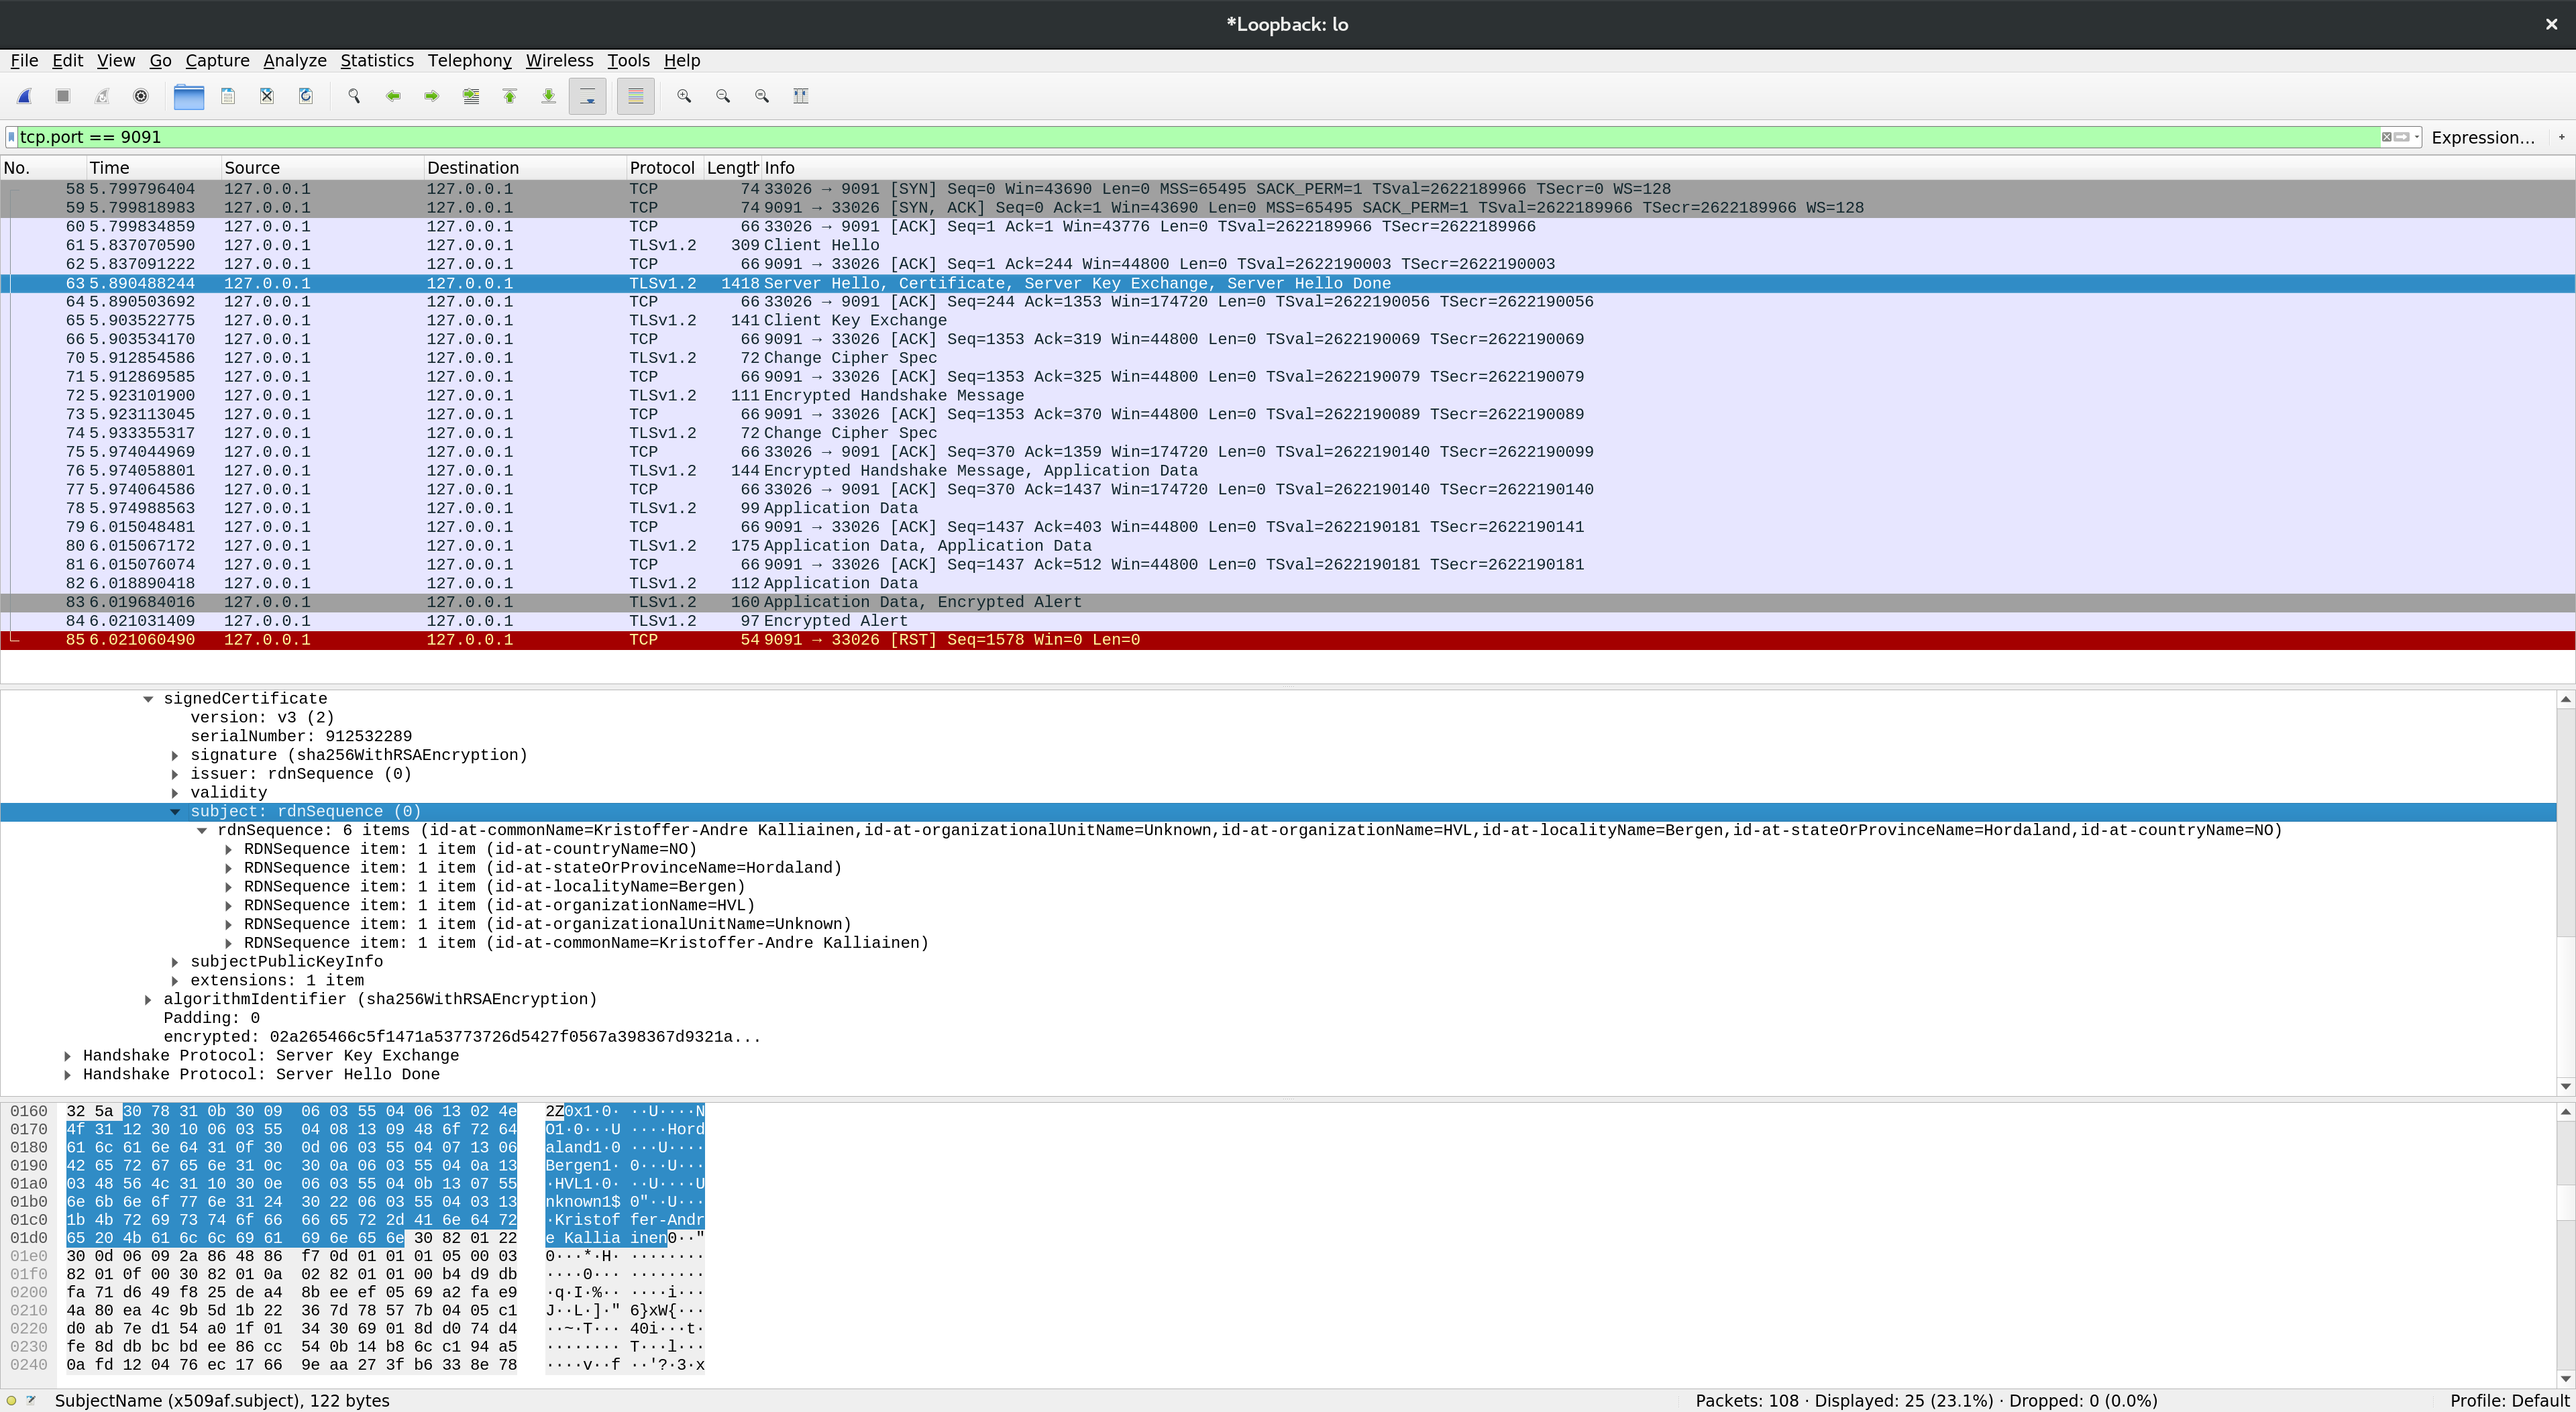 *Loopback: lo
File Edit View Go Capture Analyze Statistics Telephony Wireless Tools Help
tcp.port == 9091 Expression… +
No. Time Source Destination Protocol Length Info
58 5.799796404 127.0.0.1 127.0.0.1 TCP 74 33026 → 9091 [SYN] Seq=0 Win=43690 Len=0 MSS=65495 SACK_PERM=1 TSval=2622189966 TSecr=0 WS=128
59 5.799818983 127.0.0.1 127.0.0.1 TCP 74 9091 → 33026 [SYN, ACK] Seq=0 Ack=1 Win=43690 Len=0 MSS=65495 SACK_PERM=1 TSval=2622189966 TSecr=2622189966 WS=128
60 5.799834859 127.0.0.1 127.0.0.1 TCP 66 33026 → 9091 [ACK] Seq=1 Ack=1 Win=43776 Len=0 TSval=2622189966 TSecr=2622189966
61 5.837070590 127.0.0.1 127.0.0.1 TLSv1.2 309 Client Hello
62 5.837091222 127.0.0.1 127.0.0.1 TCP 66 9091 → 33026 [ACK] Seq=1 Ack=244 Win=44800 Len=0 TSval=2622190003 TSecr=2622190003
63 5.890488244 127.0.0.1 127.0.0.1 TLSv1.2 1418 Server Hello, Certificate, Server Key Exchange, Server Hello Done
64 5.890503692 127.0.0.1 127.0.0.1 TCP 66 33026 → 9091 [ACK] Seq=244 Ack=1353 Win=174720 Len=0 TSval=2622190056 TSecr=2622190056
65 5.903522775 127.0.0.1 127.0.0.1 TLSv1.2 141 Client Key Exchange
66 5.903534170 127.0.0.1 127.0.0.1 TCP 66 9091 → 33026 [ACK] Seq=1353 Ack=319 Win=44800 Len=0 TSval=2622190069 TSecr=2622190069
70 5.912854586 127.0.0.1 127.0.0.1 TLSv1.2 72 Change Cipher Spec
71 5.912869585 127.0.0.1 127.0.0.1 TCP 66 9091 → 33026 [ACK] Seq=1353 Ack=325 Win=44800 Len=0 TSval=2622190079 TSecr=2622190079
72 5.923101900 127.0.0.1 127.0.0.1 TLSv1.2 111 Encrypted Handshake Message
73 5.923113045 127.0.0.1 127.0.0.1 TCP 66 9091 → 33026 [ACK] Seq=1353 Ack=370 Win=44800 Len=0 TSval=2622190089 TSecr=2622190089
74 5.933355317 127.0.0.1 127.0.0.1 TLSv1.2 72 Change Cipher Spec
75 5.974044969 127.0.0.1 127.0.0.1 TCP 66 33026 → 9091 [ACK] Seq=370 Ack=1359 Win=174720 Len=0 TSval=2622190140 TSecr=2622190099
76 5.974058801 127.0.0.1 127.0.0.1 TLSv1.2 144 Encrypted Handshake Message, Application Data
77 5.974064586 127.0.0.1 127.0.0.1 TCP 66 33026 → 9091 [ACK] Seq=370 Ack=1437 Win=174720 Len=0 TSval=2622190140 TSecr=2622190140
78 5.974988563 127.0.0.1 127.0.0.1 TLSv1.2 99 Application Data
79 6.015048481 127.0.0.1 127.0.0.1 TCP 66 9091 → 33026 [ACK] Seq=1437 Ack=403 Win=44800 Len=0 TSval=2622190181 TSecr=2622190141
80 6.015067172 127.0.0.1 127.0.0.1 TLSv1.2 175 Application Data, Application Data
81 6.015076074 127.0.0.1 127.0.0.1 TCP 66 9091 → 33026 [ACK] Seq=1437 Ack=512 Win=44800 Len=0 TSval=2622190181 TSecr=2622190181
82 6.018890418 127.0.0.1 127.0.0.1 TLSv1.2 112 Application Data
83 6.019684016 127.0.0.1 127.0.0.1 TLSv1.2 160 Application Data, Encrypted Alert
84 6.021031409 127.0.0.1 127.0.0.1 TLSv1.2 97 Encrypted Alert
85 6.021060490 127.0.0.1 127.0.0.1 TCP 54 9091 → 33026 [RST] Seq=1578 Win=0 Len=0
signedCertificate
version: v3 (2)
serialNumber: 912532289
signature (sha256WithRSAEncryption)
issuer: rdnSequence (0)
validity
subject: rdnSequence (0)
rdnSequence: 6 items (id-at-commonName=Kristoffer-Andre Kalliainen,id-at-organizationalUnitName=Unknown,id-at-organizationName=HVL,id-at-localityName=Bergen,id-at-stateOrProvinceName=Hordaland,id-at-countryName=NO)
RDNSequence item: 1 item (id-at-countryName=NO)
RDNSequence item: 1 item (id-at-stateOrProvinceName=Hordaland)
RDNSequence item: 1 item (id-at-localityName=Bergen)
RDNSequence item: 1 item (id-at-organizationName=HVL)
RDNSequence item: 1 item (id-at-organizationalUnitName=Unknown)
RDNSequence item: 1 item (id-at-commonName=Kristoffer-Andre Kalliainen)
subjectPublicKeyInfo
extensions: 1 item
algorithmIdentifier (sha256WithRSAEncryption)
Padding: 0
encrypted: 02a265466c5f1471a53773726d5427f0567a398367d9321a...
Handshake Protocol: Server Key Exchange
Handshake Protocol: Server Hello Done
0160 32 5a 30 78 31 0b 30 09 06 03 55 04 06 13 02 4e 2Z0x1·0· ··U····N
0170 4f 31 12 30 10 06 03 55 04 08 13 09 48 6f 72 64 O1·0···U ····Hord
0180 61 6c 61 6e 64 31 0f 30 0d 06 03 55 04 07 13 06 aland1·0 ···U····
0190 42 65 72 67 65 6e 31 0c 30 0a 06 03 55 04 0a 13 Bergen1· 0···U···
01a0 03 48 56 4c 31 10 30 0e 06 03 55 04 0b 13 07 55 ·HVL1·0· ··U····U
01b0 6e 6b 6e 6f 77 6e 31 24 30 22 06 03 55 04 03 13 nknown1$ 0"··U···
01c0 1b 4b 72 69 73 74 6f 66 66 65 72 2d 41 6e 64 72 ·Kristof fer-Andr
01d0 65 20 4b 61 6c 6c 69 61 69 6e 65 6e 30 82 01 22 e Kallia inen0··"
01e0 30 0d 06 09 2a 86 48 86 f7 0d 01 01 01 05 00 03 0···*·H· ········
01f0 82 01 0f 00 30 82 01 0a 02 82 01 01 00 b4 d9 db ····0··· ········
0200 fa 71 d6 49 f8 25 de a4 8b ee ef 05 69 a2 fa e9 ·q·I·%·· ····i···
0210 4a 80 ea 4c 9b 5d 1b 22 36 7d 78 57 7b 04 05 c1 J··L·]·" 6}xW{···
0220 d0 ab 7e d1 54 a0 1f 01 34 30 69 01 8d d0 74 d4 ··~·T··· 40i···t·
0230 fe 8d db bc bd ee 86 cc 54 0b 14 b8 6c c1 94 a5 ········ T···l···
0240 0a fd 12 04 76 ec 17 66 9e aa 27 3f b6 33 8e 78 ····v··f ··'?·3·x
SubjectName (x509af.subject), 122 bytes Packets: 108 · Displayed: 25 (23.1%) · Dropped: 0 (0.0%) Profile: Default